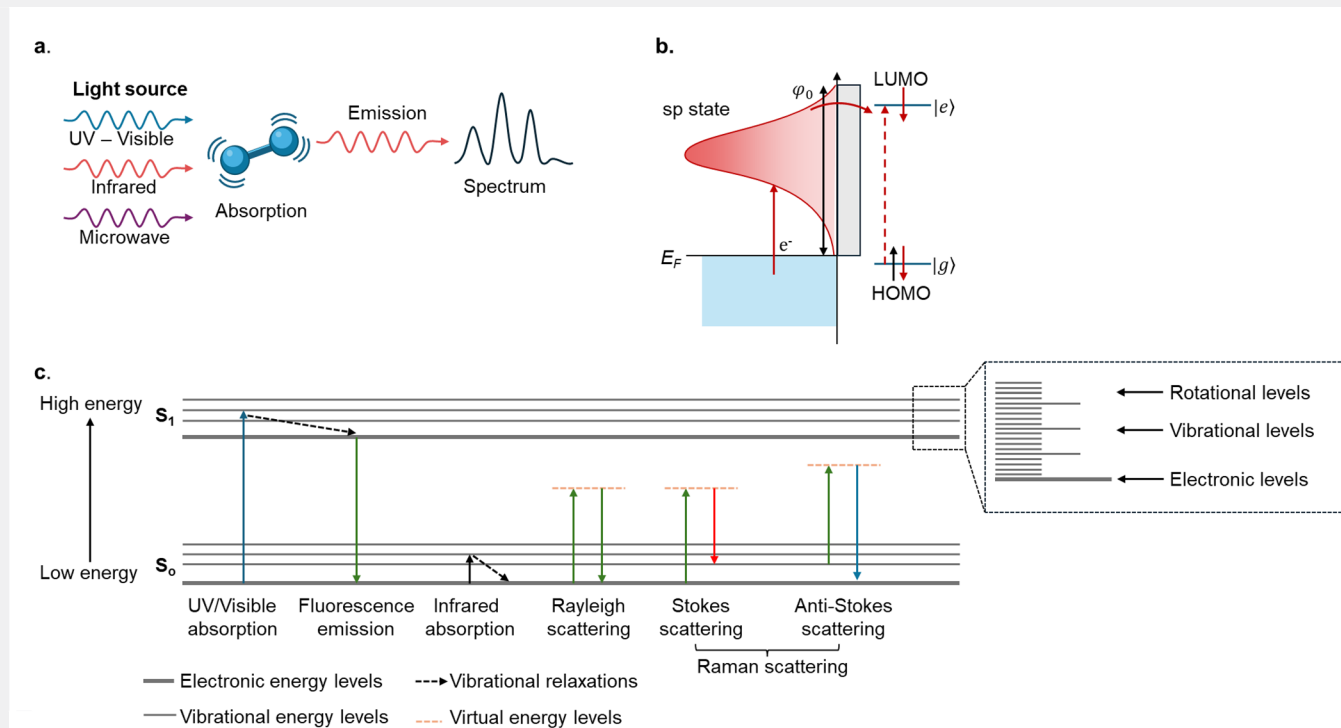 a.
Light source
UV – Visible
Infrared
Microwave
Absorption
Emission
Spectrum
b.
sp state
φ₀
LUMO
|e⟩
e⁻
E_F
|g⟩
HOMO
c.
High energy
Low energy
S₁
Sₒ
Rotational levels
Vibrational levels
Electronic levels
UV/Visible
absorption
Fluorescence
emission
Infrared
absorption
Rayleigh
scattering
Stokes
scattering
Anti-Stokes
scattering
Raman scattering
Electronic energy levels
Vibrational relaxations
Vibrational energy levels
Virtual energy levels